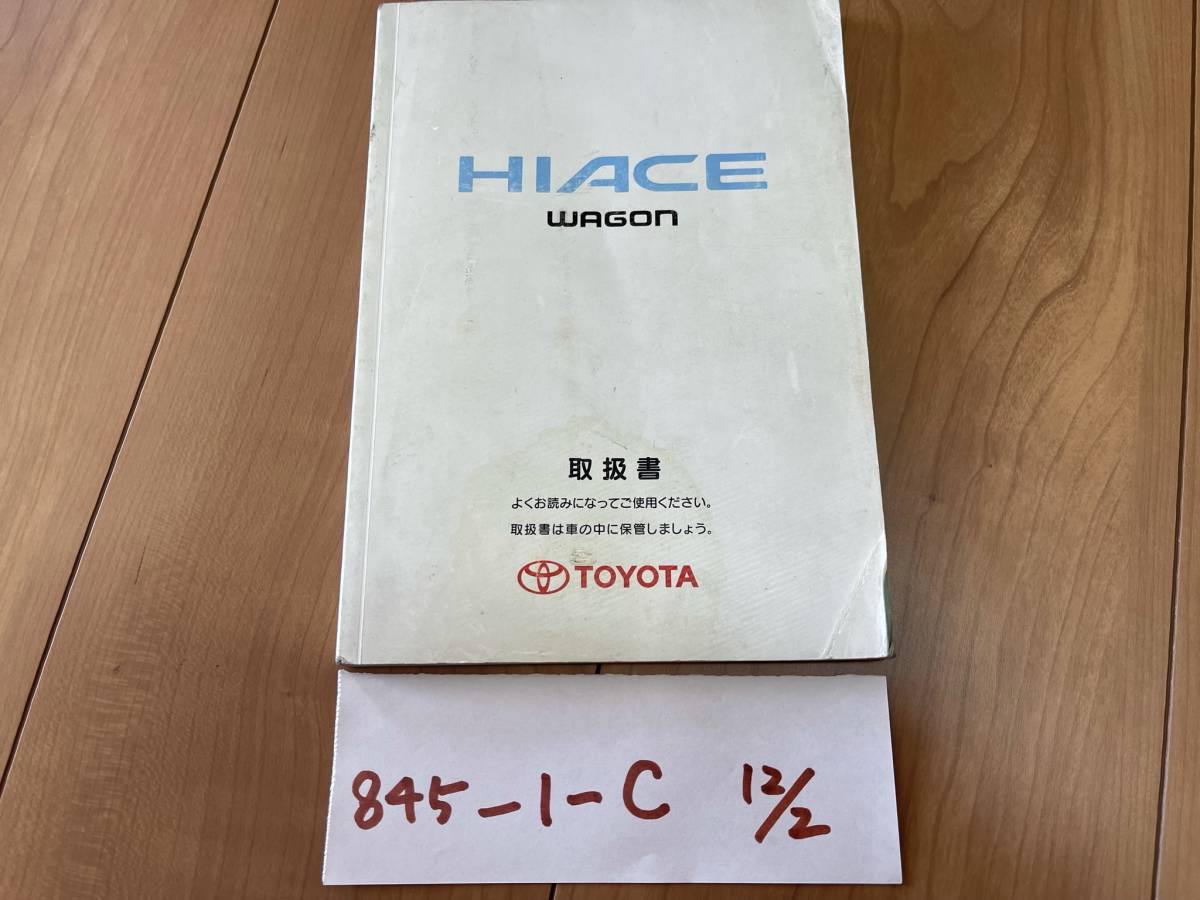 HIACE
WAGON
取扱書
よくお読みになってご使用ください。
取扱書は車の中に保管しましょう。
TOYOTA
845-1-C 12/2